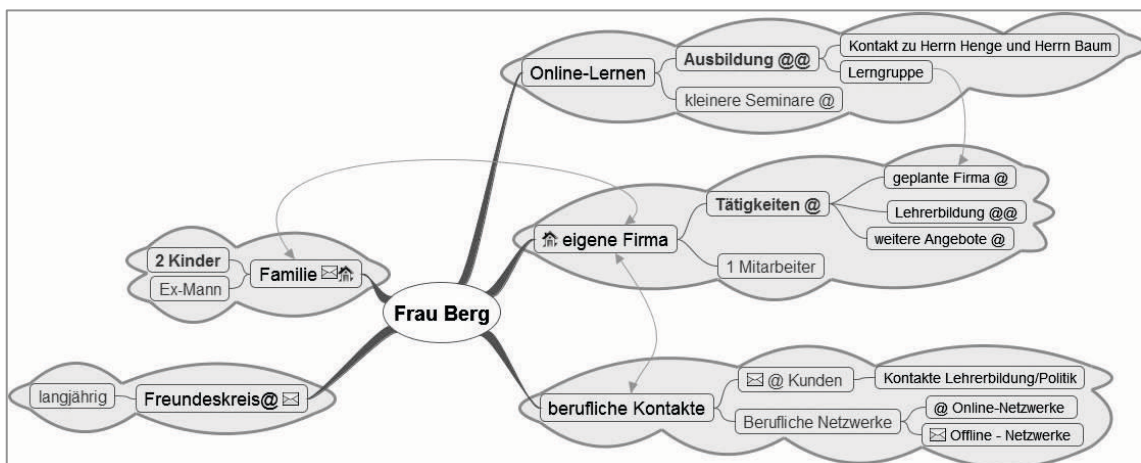 Frau Berg
Online-Lernen
Ausbildung @@
Kontakt zu Herrn Henge und Herrn Baum
Lerngruppe
kleinere Seminare @
eigene Firma
Tätigkeiten @
geplante Firma @
Lehrerbildung @@
weitere Angebote @
1 Mitarbeiter
berufliche Kontakte
@ Kunden
Kontakte Lehrerbildung/Politik
Berufliche Netzwerke
@ Online-Netzwerke
Offline - Netzwerke
Familie
2 Kinder
Ex-Mann
Freundeskreis@
langjährig